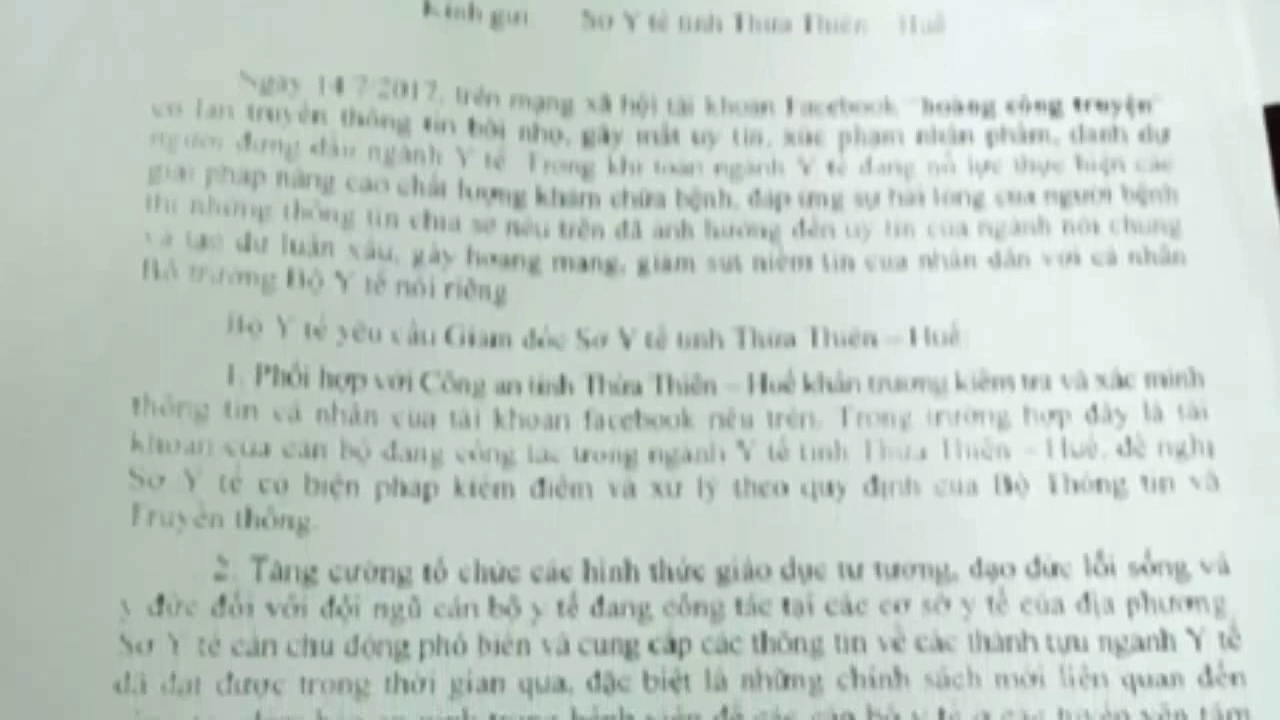 Kính gửi Sở Y tế tỉnh Thừa Thiên – Huế
Ngày 14/7/2017, trên mạng xã hội tài khoản Facebook "hoàng công truyện"
có lan truyền thông tin bôi nhọ, gây mất uy tín, xúc phạm nhân phẩm, danh dự
người đứng đầu ngành Y tế. Trong khi toàn ngành Y tế đang nỗ lực thực hiện các
giải pháp nâng cao chất lượng khám chữa bệnh, đáp ứng sự hài lòng của người bệnh
thì những thông tin chia sẻ nêu trên đã ảnh hưởng đến uy tín của ngành nói chung
và tạo dư luận xấu, gây hoang mang, giảm sút niềm tin của nhân dân với cá nhân
Bộ trưởng Bộ Y tế nói riêng
Bộ Y tế yêu cầu Giám đốc Sở Y tế tỉnh Thừa Thiên – Huế:
1. Phối hợp với Công an tỉnh Thừa Thiên – Huế khẩn trương kiểm tra và xác minh
thông tin cá nhân của tài khoản facebook nêu trên. Trong trường hợp đây là tài
khoản của cán bộ đang công tác trong ngành Y tế tỉnh Thừa Thiên – Huế, đề nghị
Sở Y tế có biện pháp kiểm điểm và xử lý theo quy định của Bộ Thông tin và
Truyền thông.
2. Tăng cường tổ chức các hình thức giáo dục tư tưởng, đạo đức lối sống và
y đức đối với đội ngũ cán bộ y tế đang công tác tại các cơ sở y tế của địa phương
Sở Y tế cần chủ động phổ biến và cung cấp các thông tin về các thành tựu ngành Y tế
đã đạt được trong thời gian qua, đặc biệt là những chính sách mới liên quan đến